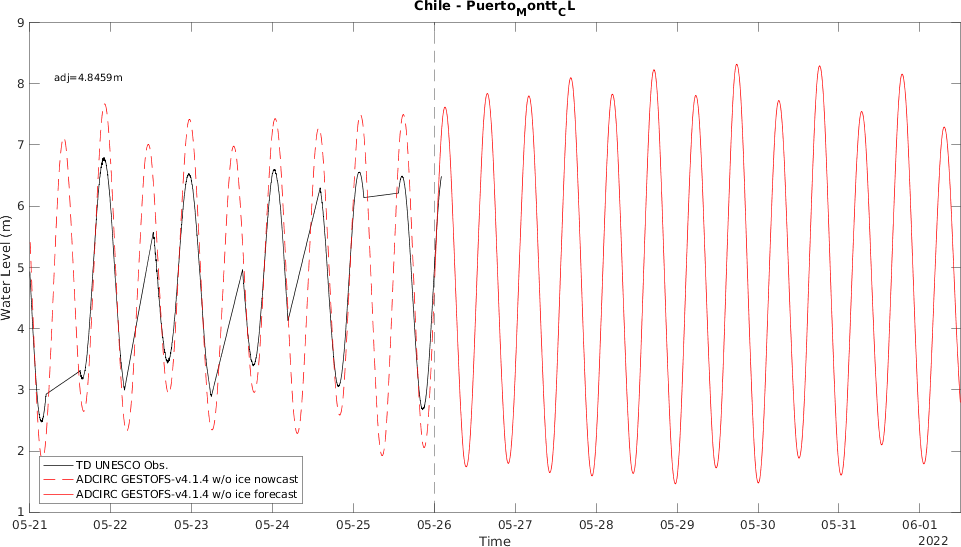 Chile - Puerto_Montt_CL
adj=4.8459m
Water Level (m)
9
8
7
6
5
4
3
2
1
TD UNESCO Obs.
ADCIRC GESTOFS-v4.1.4 w/o ice nowcast
ADCIRC GESTOFS-v4.1.4 w/o ice forecast
05-21 05-22 05-23 05-24 05-25 05-26 05-27 05-28 05-29 05-30 05-31 06-01
Time
2022